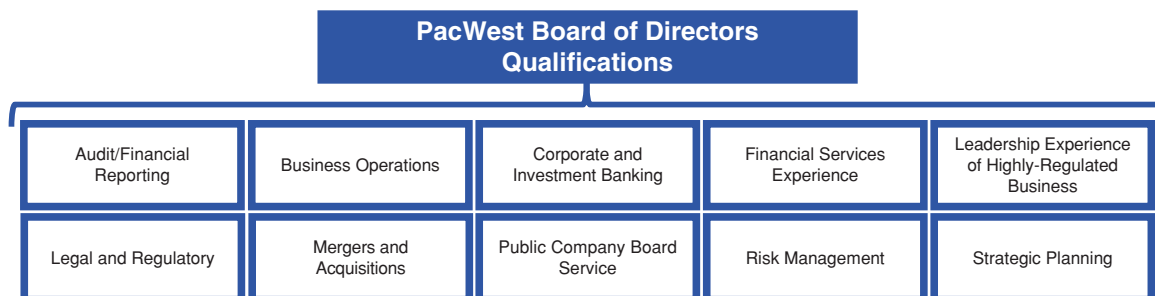 PacWest Board of Directors
Qualifications
Audit/Financial
Reporting
Business Operations
Corporate and
Investment Banking
Financial Services
Experience
Leadership Experience
of Highly-Regulated
Business
Legal and Regulatory
Mergers and
Acquisitions
Public Company Board
Service
Risk Management
Strategic Planning